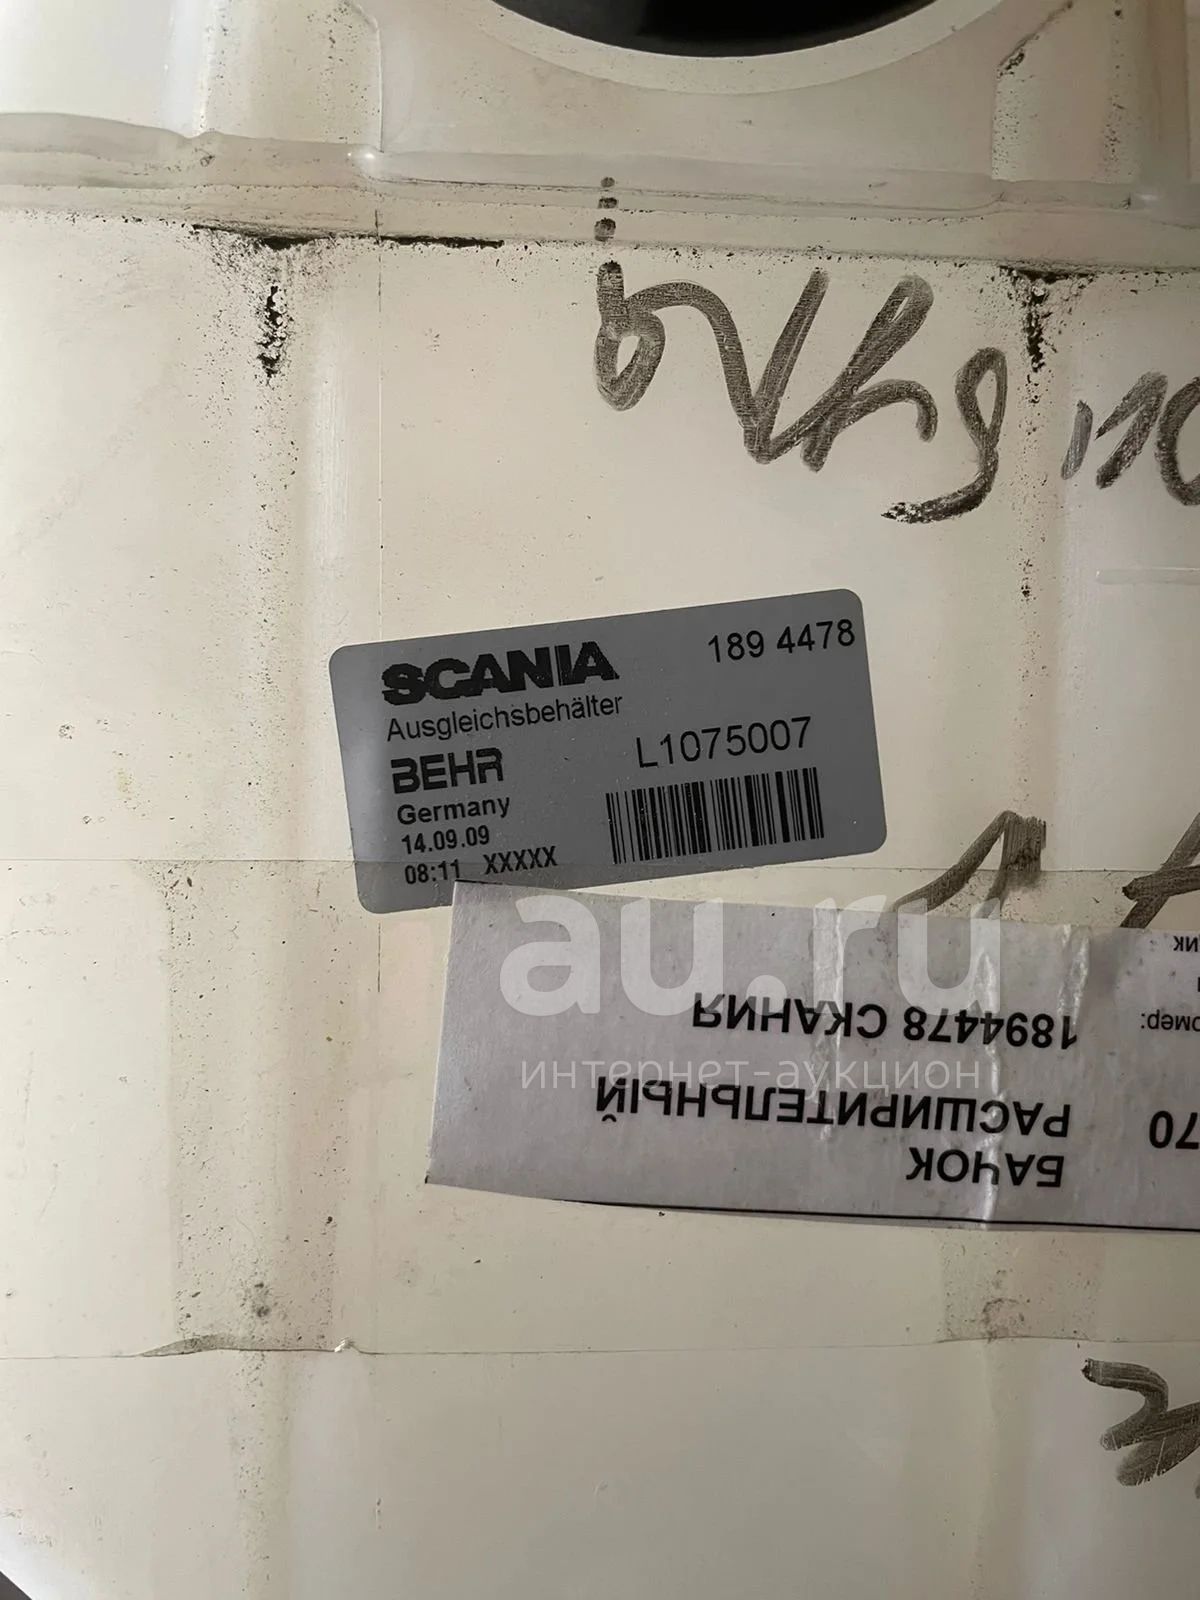 SCANIA 189 4478
Ausgleichsbehälter
BEHR L1075007
Germany
14.09.09
08:11 XXXXX
au.ru
интернет-аукцион
БАЧОК
РАСШИРИТЕЛЬНЫЙ
1894478 СКАНИЯ
70